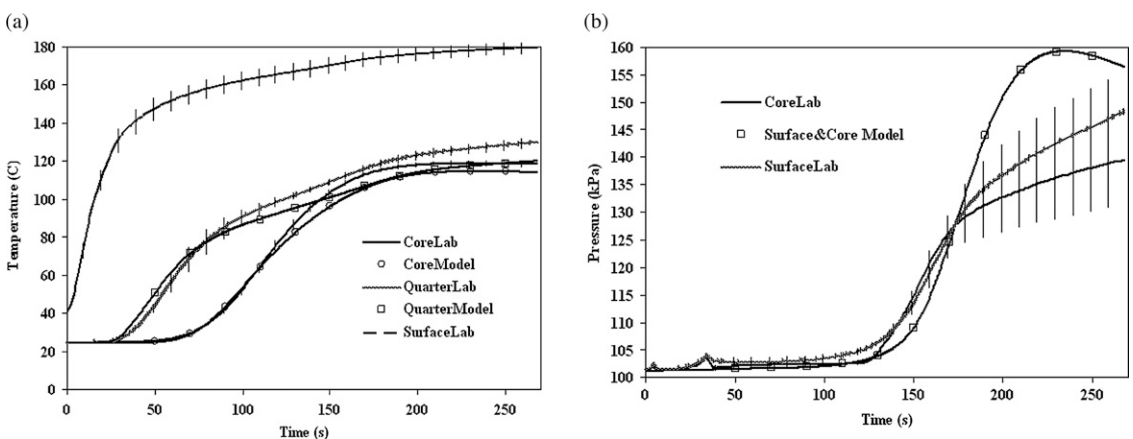 (a)
180
160
140
120
100
80
60
40
20
0
Temperature (C)
CoreLab
CoreModel
QuarterLab
QuarterModel
SurfaceLab
0 50 100 150 200 250
Time (s)
(b)
160
155
150
145
140
135
130
125
120
115
110
105
100
Pressure (kPa)
CoreLab
Surface&Core Model
SurfaceLab
0 50 100 150 200 250
Time (s)